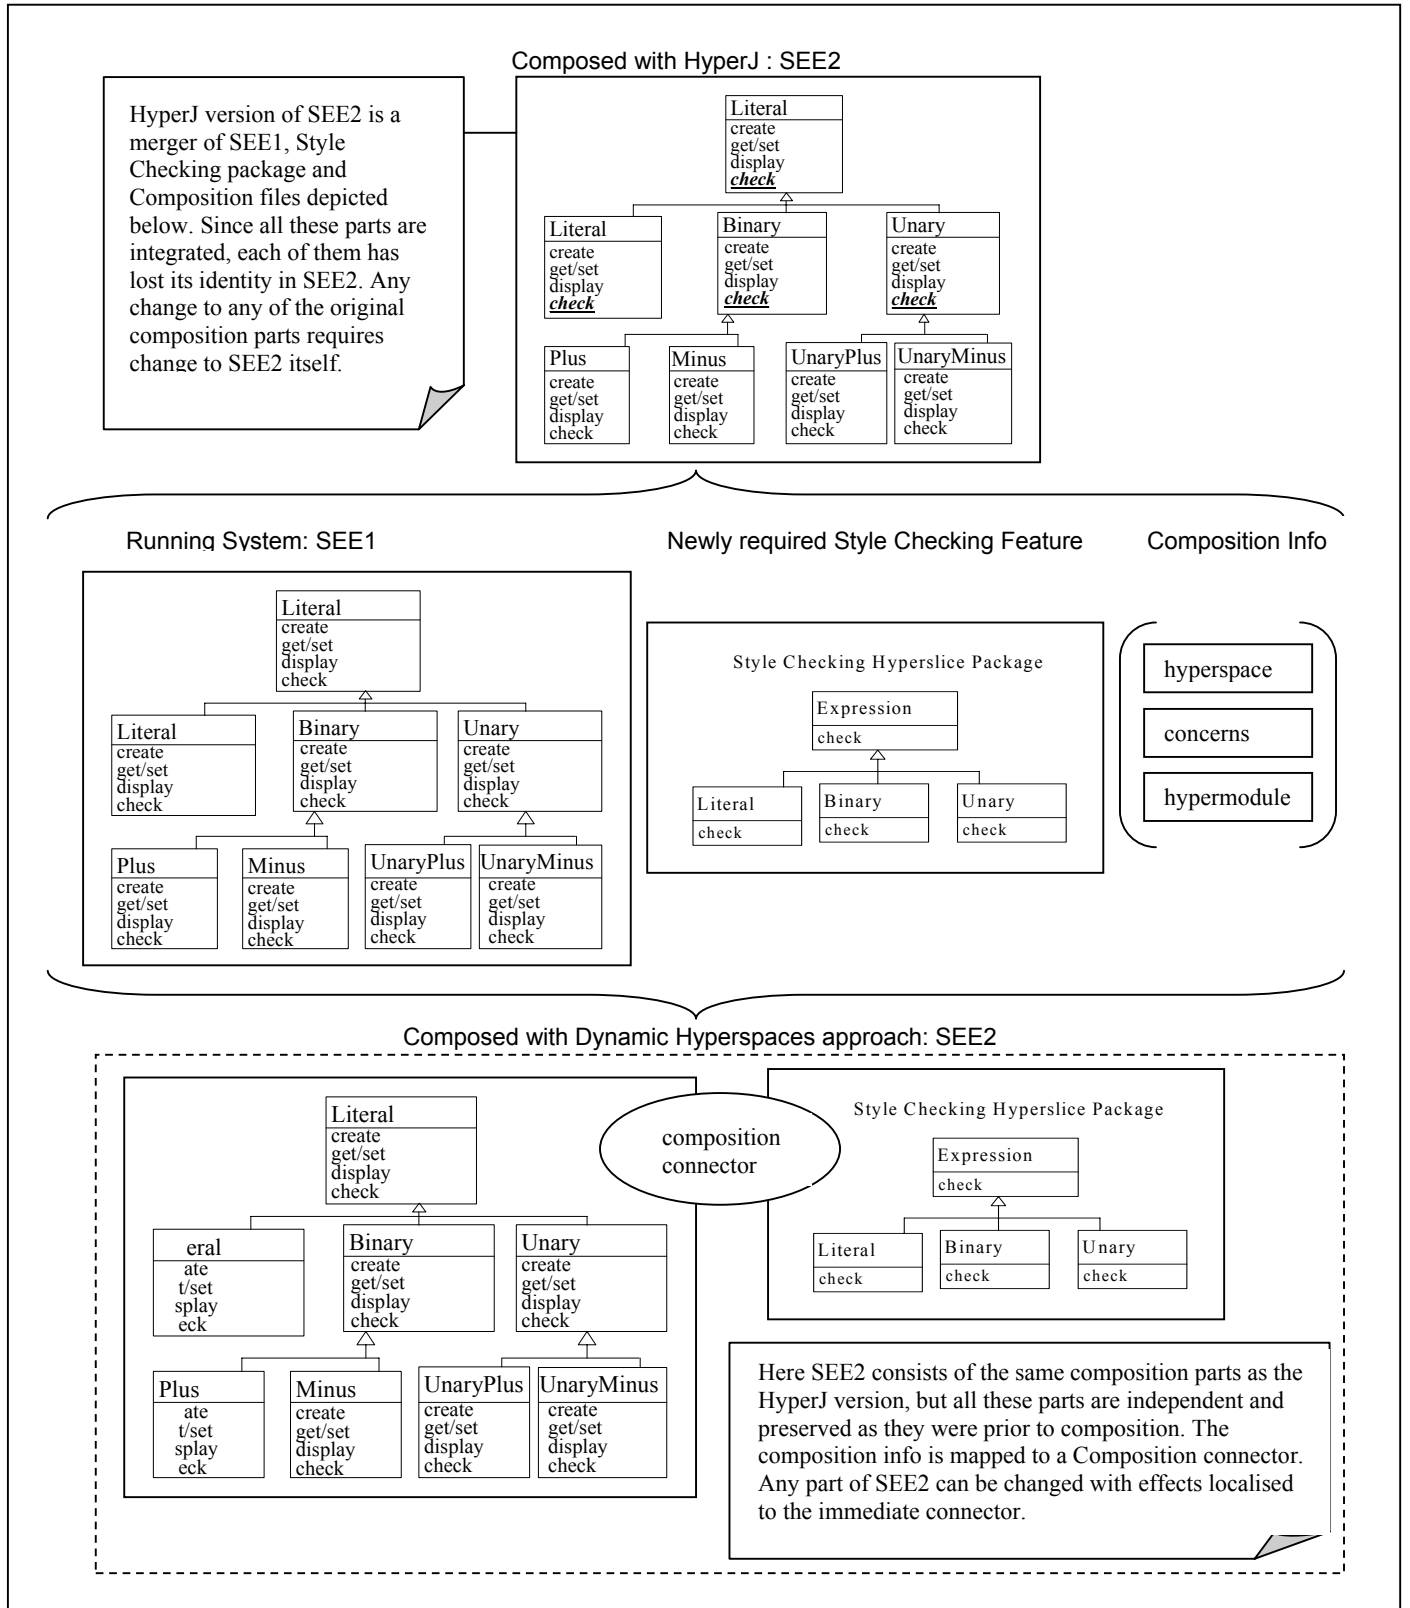 Composed with HyperJ : SEE2
HyperJ version of SEE2 is a
merger of SEE1, Style
Checking package and
Composition files depicted
below. Since all these parts are
integrated, each of them has
lost its identity in SEE2. Any
change to any of the original
composition parts requires
change to SEE2 itself.
Literal
create
get/set
display
check
Literal
create
get/set
display
check
Binary
create
get/set
display
check
Unary
create
get/set
display
check
Plus
create
get/set
display
check
Minus
create
get/set
display
check
UnaryPlus
create
get/set
display
check
UnaryMinus
create
get/set
display
check
Running System: SEE1
Literal
create
get/set
display
check
Literal
create
get/set
display
check
Binary
create
get/set
display
check
Unary
create
get/set
display
check
Plus
create
get/set
display
check
Minus
create
get/set
display
check
UnaryPlus
create
get/set
display
check
UnaryMinus
create
get/set
display
check
Newly required Style Checking Feature
Style Checking Hyperslice Package
Expression
check
Literal
check
Binary
check
Unary
check
Composition Info
hyperspace
concerns
hypermodule
Composed with Dynamic Hyperspaces approach: SEE2
Literal
create
get/set
display
check
eral
ate
t/set
splay
eck
Binary
create
get/set
display
check
Unary
create
get/set
display
check
Plus
ate
t/set
splay
eck
Minus
create
get/set
display
check
UnaryPlus
create
get/set
display
check
UnaryMinus
create
get/set
display
check
composition
connector
Style Checking Hyperslice Package
Expression
check
Literal
check
Binary
check
Unary
check
Here SEE2 consists of the same composition parts as the
HyperJ version, but all these parts are independent and
preserved as they were prior to composition. The
composition info is mapped to a Composition connector.
Any part of SEE2 can be changed with effects localised
to the immediate connector.